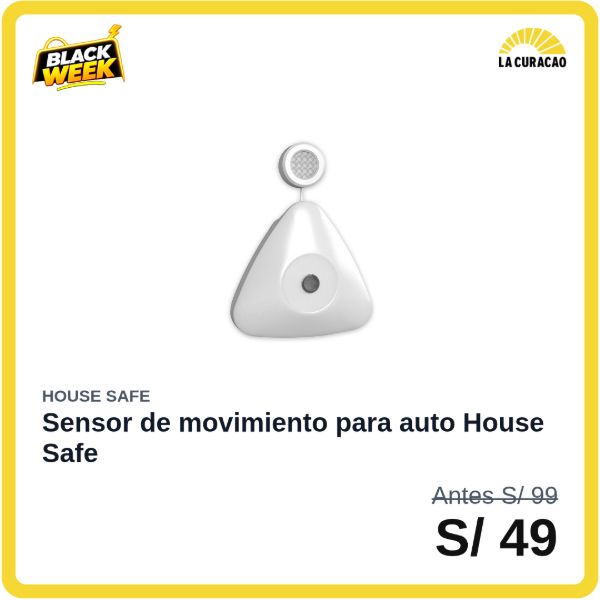 BLACK
WEEK
LA CURACAO
HOUSE SAFE
Sensor de movimiento para auto House
Safe
Antes S/ 99
S/ 49